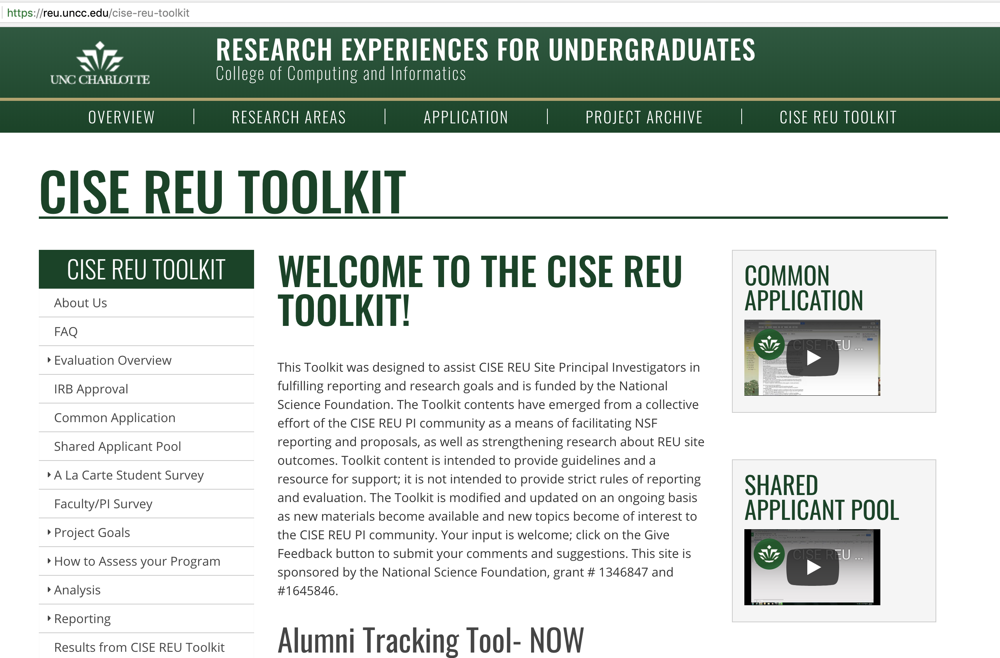 https://reu.uncc.edu/cise-reu-toolkit
UNC CHARLOTTE
RESEARCH EXPERIENCES FOR UNDERGRADUATES
College of Computing and Informatics
OVERVIEW
RESEARCH AREAS
APPLICATION
PROJECT ARCHIVE
CISE REU TOOLKIT
CISE REU TOOLKIT
CISE REU TOOLKIT
About Us
FAQ
Evaluation Overview
IRB Approval
Common Application
Shared Applicant Pool
A La Carte Student Survey
Faculty/PI Survey
Project Goals
How to Assess your Program
Analysis
Reporting
Results from CISE REU Toolkit
WELCOME TO THE CISE REU
TOOLKIT!
This Toolkit was designed to assist CISE REU Site Principal Investigators in
fulfilling reporting and research goals and is funded by the National
Science Foundation. The Toolkit contents have emerged from a collective
effort of the CISE REU PI community as a means of facilitating NSF
reporting and proposals, as well as strengthening research about REU site
outcomes. Toolkit content is intended to provide guidelines and a
resource for support; it is not intended to provide strict rules of reporting
and evaluation. The Toolkit is modified and updated on an ongoing basis
as new materials become available and new topics become of interest to
the CISE REU PI community. Your input is welcome; click on the Give
Feedback button to submit your comments and suggestions. This site is
sponsored by the National Science Foundation, grant # 1346847 and
#1645846.
Alumni Tracking Tool- NOW
COMMON
APPLICATION
CISE REU ...
SHARED
APPLICANT POOL
CISE REU ...